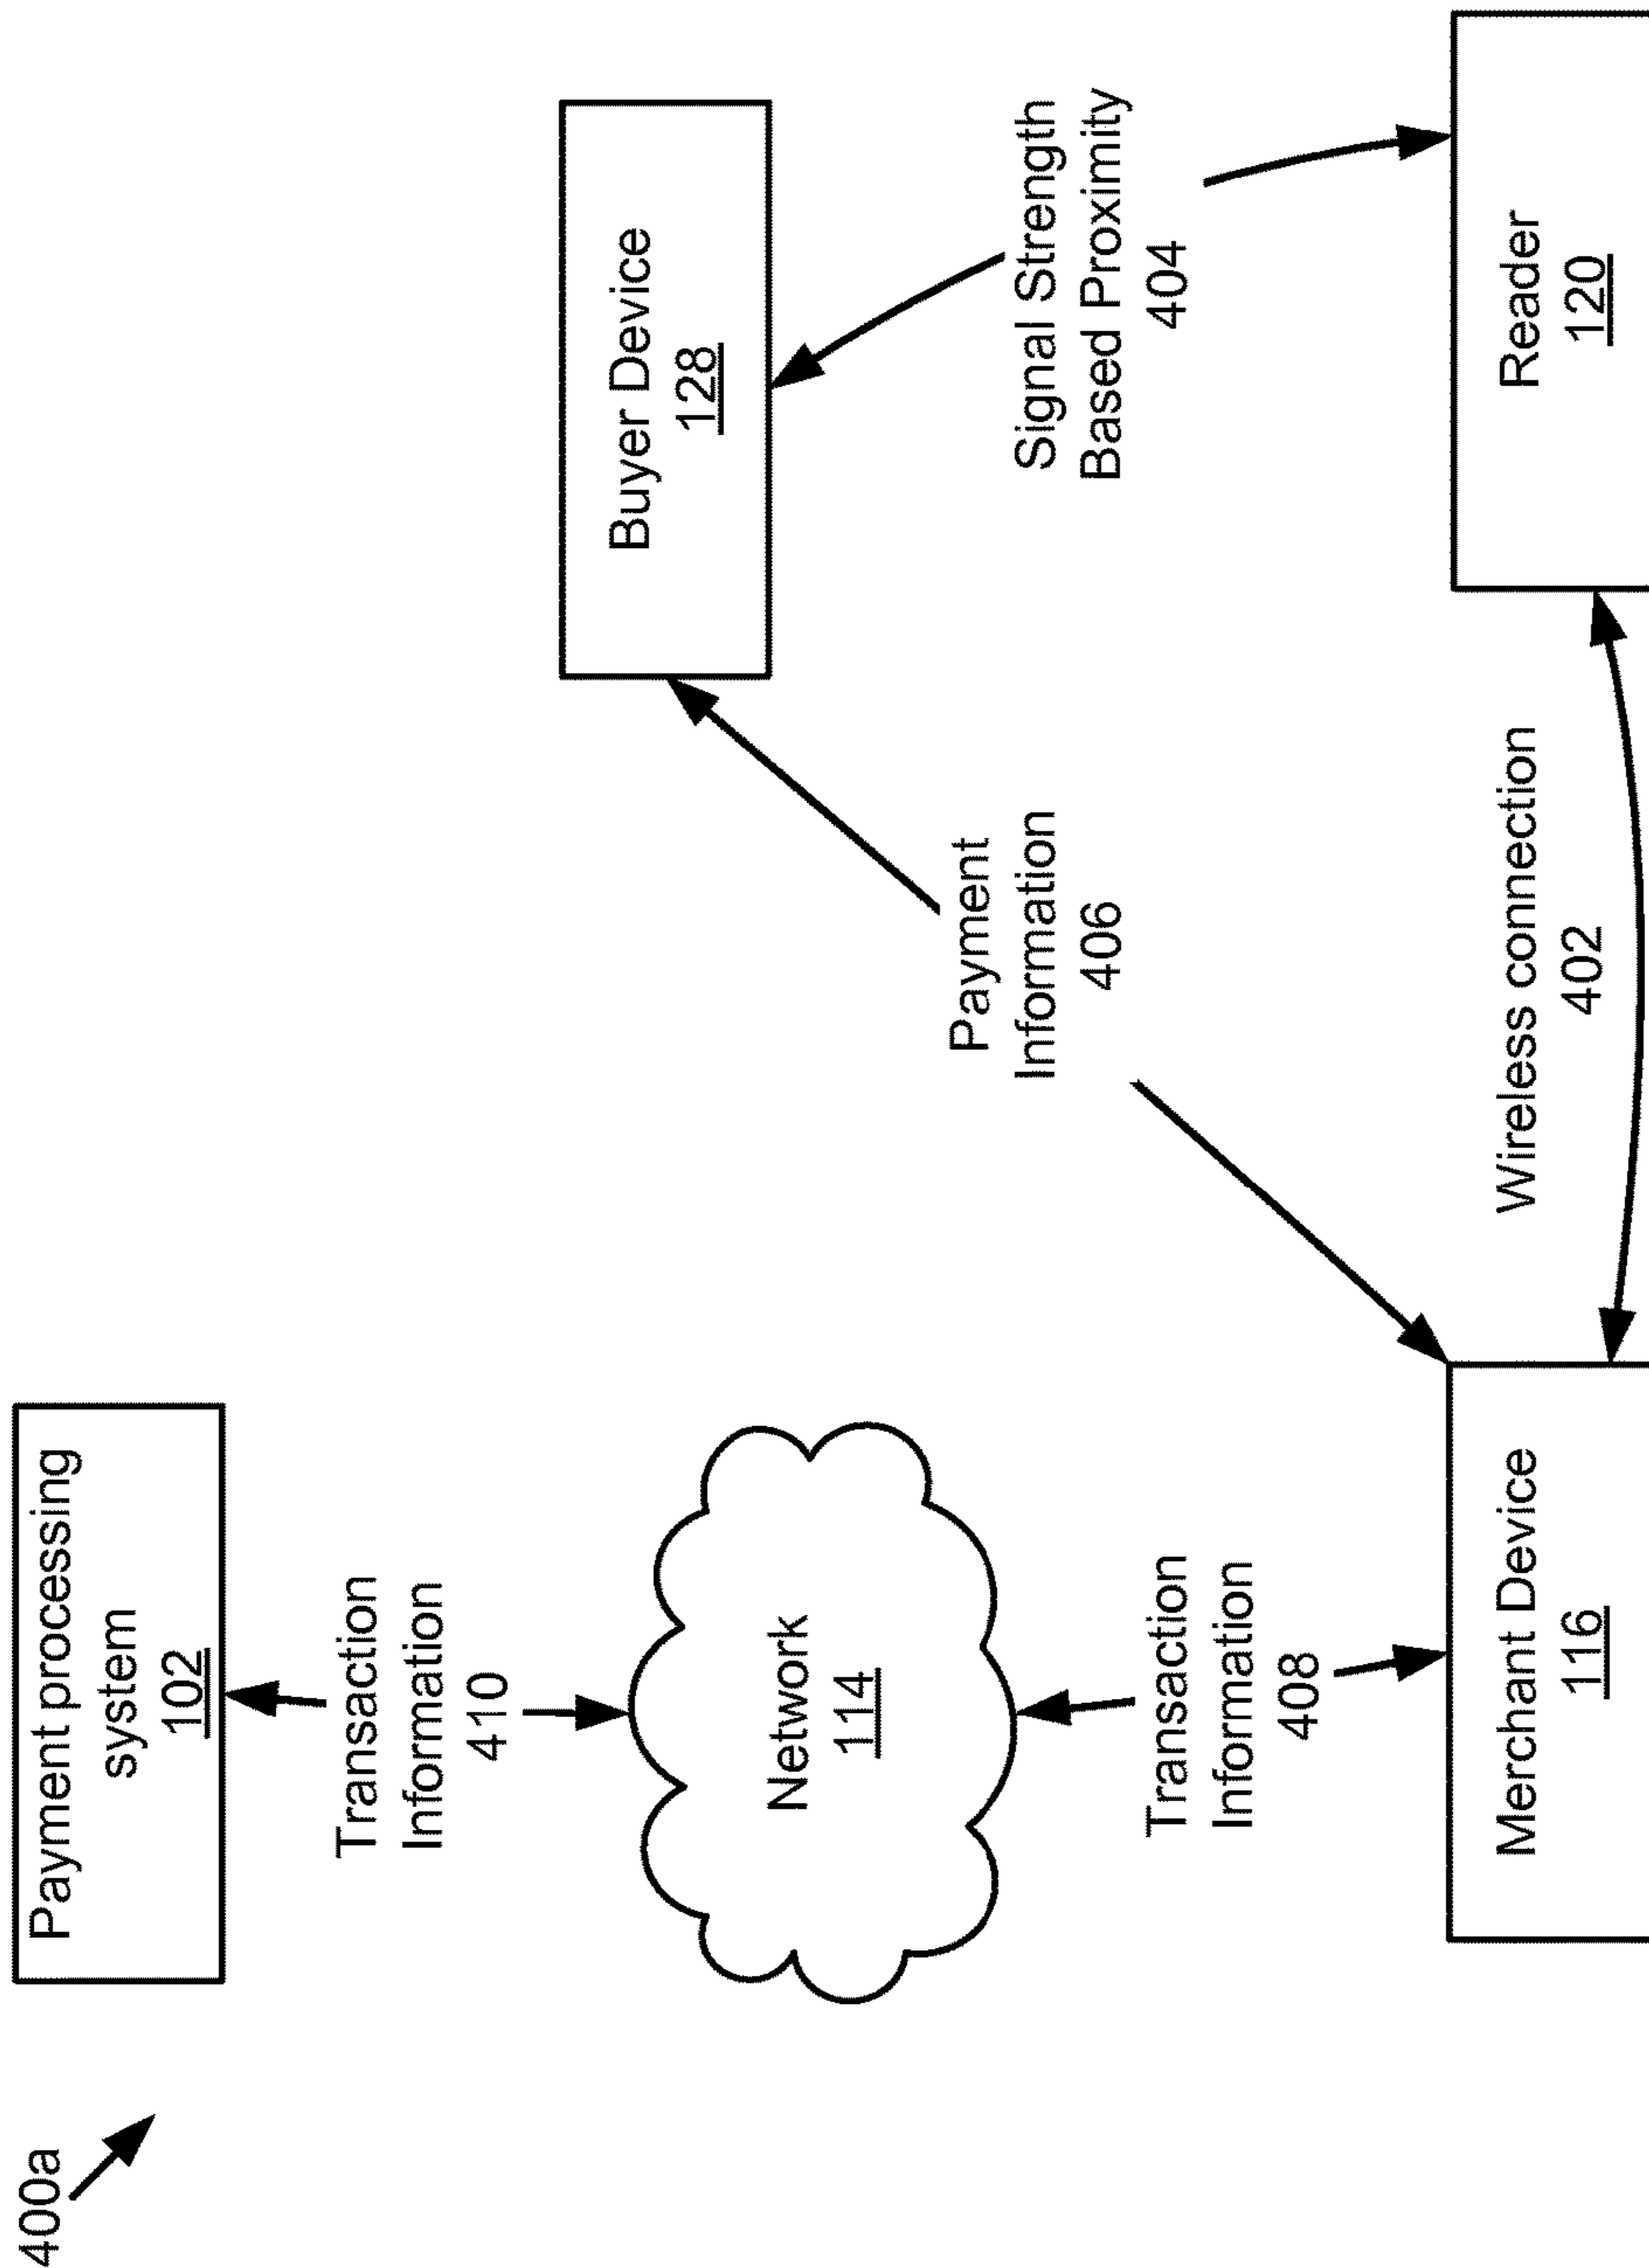 400a
Payment processing
system
102
Transaction
Information
410
Network
114
Transaction
Information
408
Merchant Device
116
Buyer Device
128
Payment
Information
406
Signal Strength
Based Proximity
404
Wireless connection
402
Reader
120